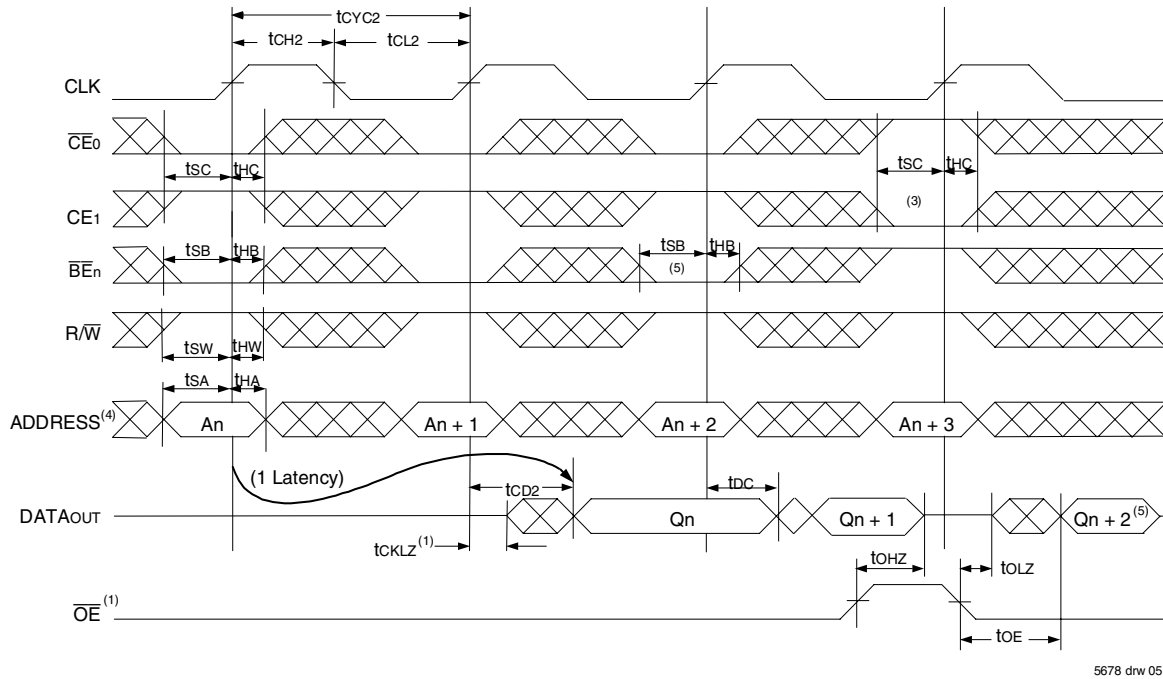 tCYC2
tCH2 tCL2
CLK
CE0
tSC tHC tSC tHC
CE1 (3)
tSB tHB tSB tHB
BEn (5)
R/W
tSW tHW
tSA tHA
ADDRESS(4) An An + 1 An + 2 An + 3
(1 Latency) tCD2 tDC
DATAOUT Qn Qn + 1 Qn + 2(5)
tCKLZ(1)
tOHZ tOLZ
OE(1)
tOE
5678 drw 05